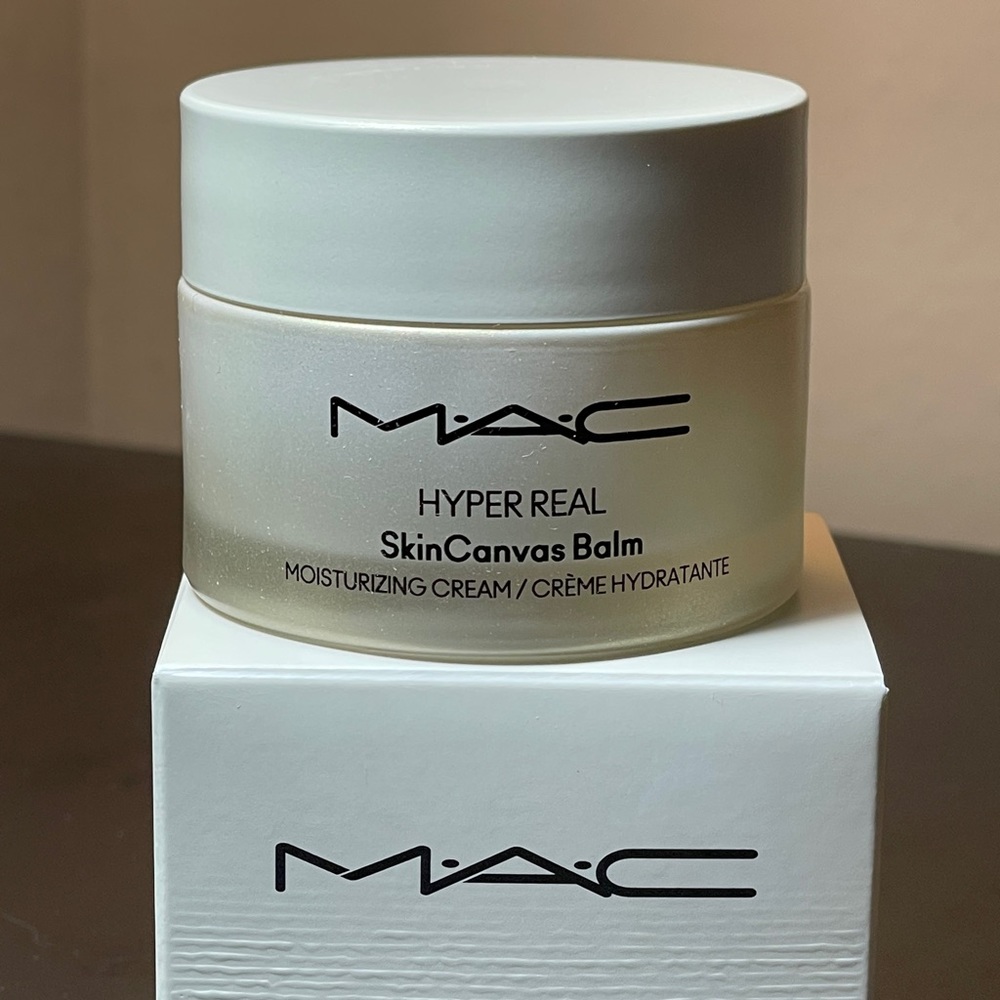 M·A·C
HYPER REAL
SkinCanvas Balm
MOISTURIZING CREAM / CRÈME HYDRATANTE
M·A·C